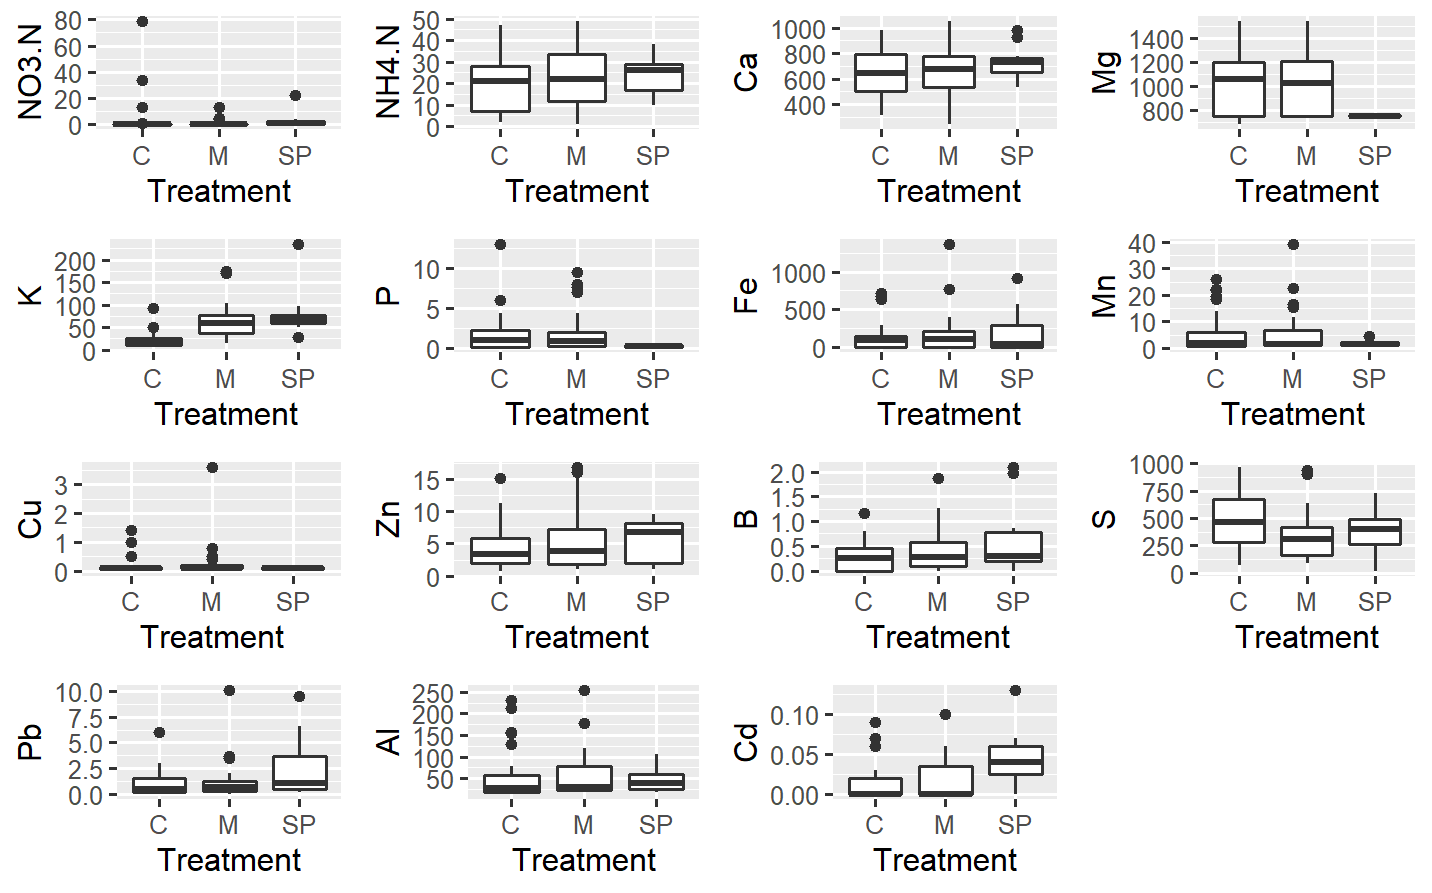 NO3.N
80
60
40
20
0
C M SP
Treatment
NH4.N
50
40
30
20
10
0
C M SP
Treatment
Ca
1000
800
600
400
C M SP
Treatment
Mg
1400
1200
1000
800
C M SP
Treatment
K
200
150
100
50
0
C M SP
Treatment
P
10
5
0
C M SP
Treatment
Fe
1000
500
0
C M SP
Treatment
Mn
40
30
20
10
0
C M SP
Treatment
Cu
3
2
1
0
C M SP
Treatment
Zn
15
10
5
0
C M SP
Treatment
B
2.0
1.5
1.0
0.5
0.0
C M SP
Treatment
S
1000
750
500
250
0
C M SP
Treatment
Pb
10.0
7.5
5.0
2.5
0.0
C M SP
Treatment
Al
250
200
150
100
50
C M SP
Treatment
Cd
0.10
0.05
0.00
C M SP
Treatment